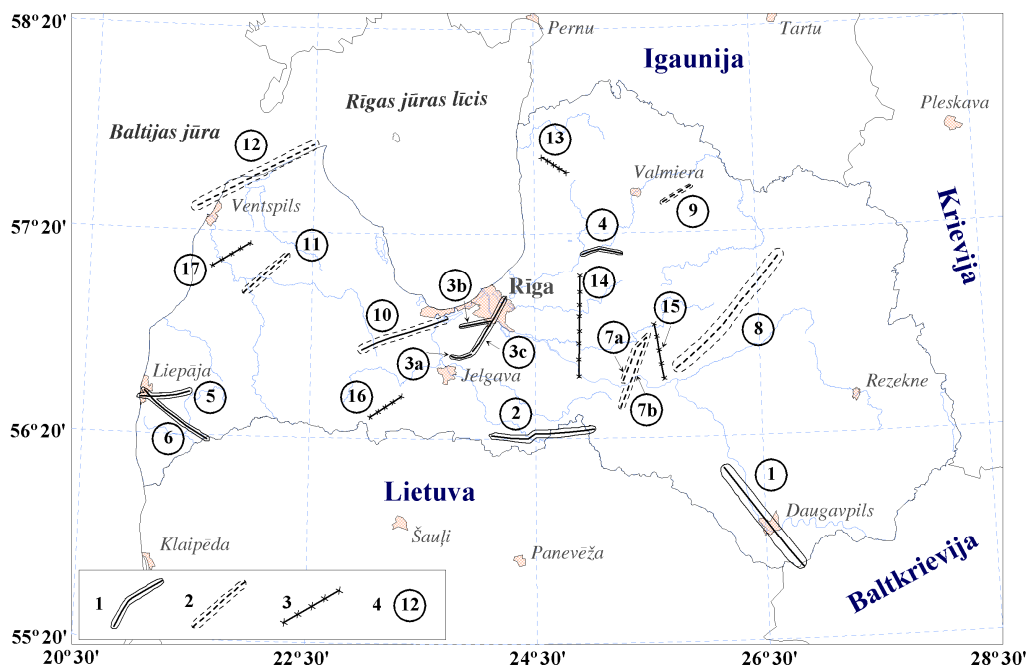 58° 20'
Pernu
Tartu
Igaunija
Rīgas jūras līcis
Pleskava
Baltijas jūra
12
13
Valmiera
Krievija
Ventspils
9
57° 20'
11
4
17
3b
Rīga
14
15
10
7a
8
3a
3c
Liepāja
Jelgava
5
Rezekne
16
7b
2
56° 20'
6
1
Lietuva
Daugavpils
Šauļi
Klaipēda
Panevēža
Baltkrievija
1
2
3
4
12
55° 20'
20°30'
22°30'
24°30'
26°30'
28°30'